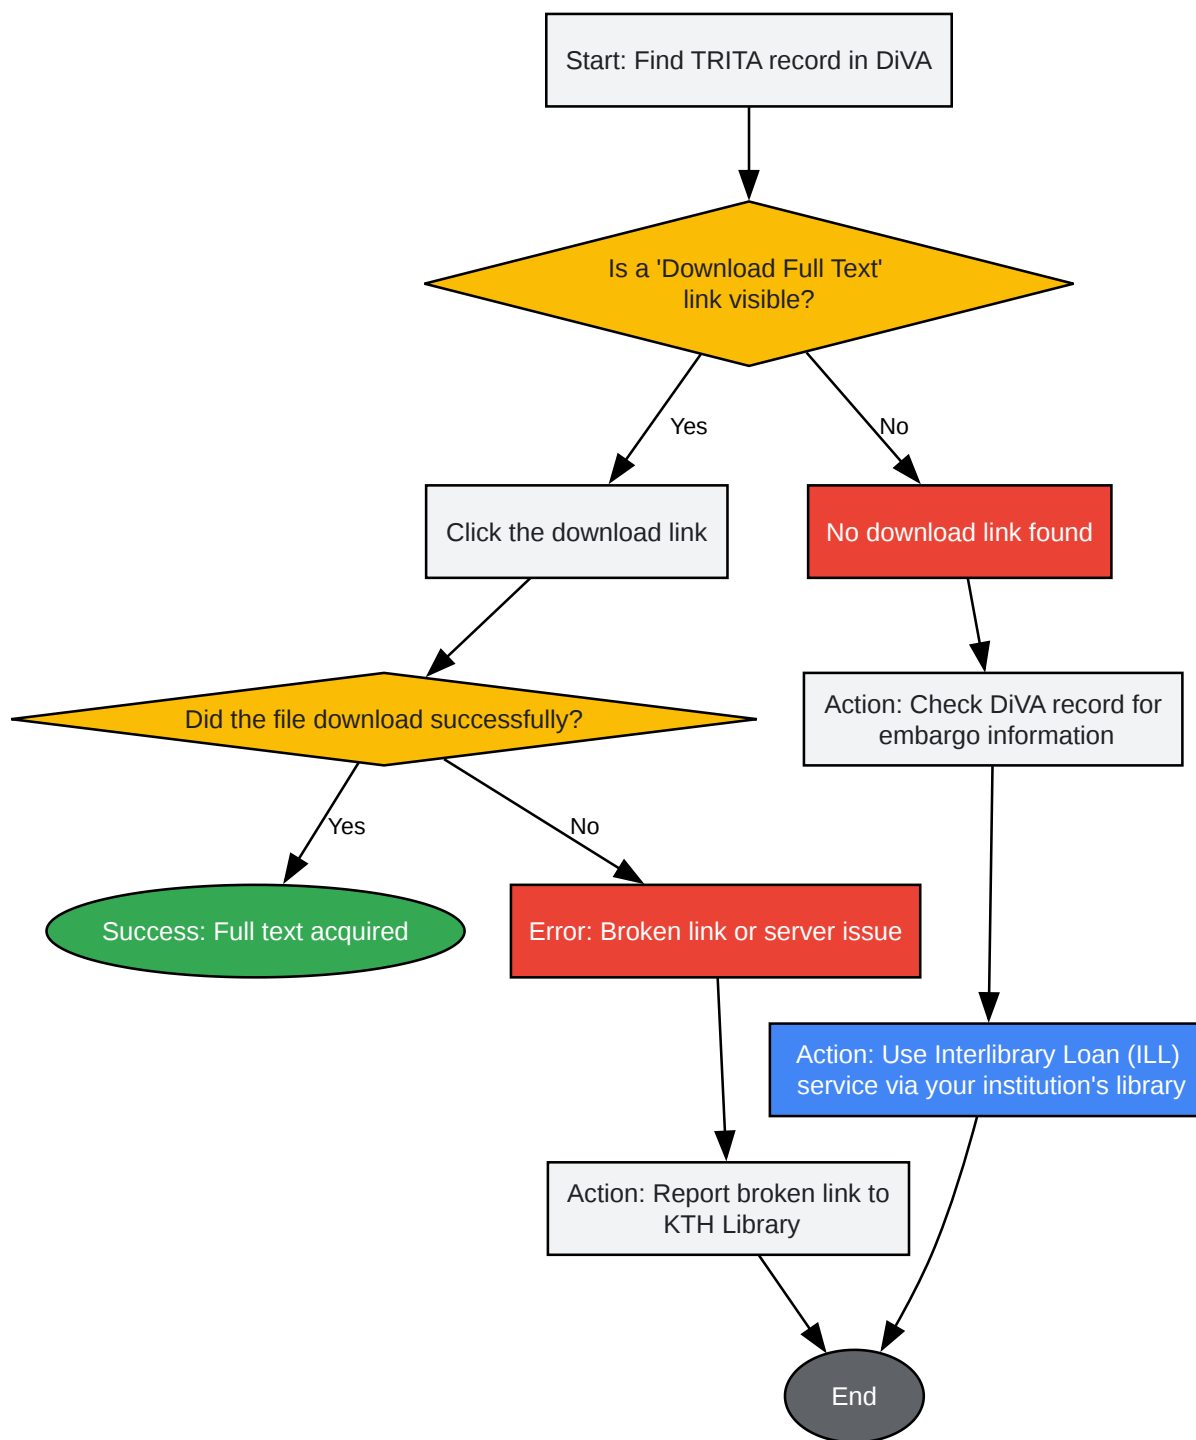 Start: Find TRITA record in DiVA
Is a 'Download Full Text'
link visible?
Yes
No
Click the download link
No download link found
Did the file download successfully?
Action: Check DiVA record for
embargo information
Yes
No
Success: Full text acquired
Error: Broken link or server issue
Action: Use Interlibrary Loan (ILL)
service via your institution's library
Action: Report broken link to
KTH Library
End